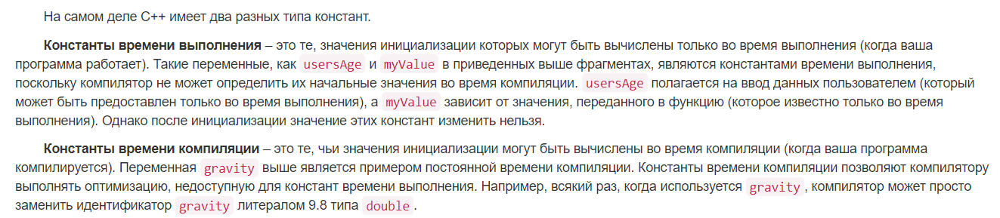 На самом деле C++ имеет два разных типа констант.
Константы времени выполнения – это те, значения инициализации которых могут быть вычислены только во время выполнения (когда ваша
программа работает). Такие переменные, как usersAge и myValue в приведенных выше фрагментах, являются константами времени выполнения,
поскольку компилятор не может определить их начальные значения во время компиляции. usersAge полагается на ввод данных пользователем (который
может быть предоставлен только во время выполнения), а myValue зависит от значения, переданного в функцию (которое известно только во время
выполнения). Однако после инициализации значение этих констант изменить нельзя.
Константы времени компиляции – это те, чьи значения инициализации могут быть вычислены во время компиляции (когда ваша программа
компилируется). Переменная gravity выше является примером постоянной времени компиляции. Константы времени компиляции позволяют компилятору
выполнять оптимизацию, недоступную для констант времени выполнения. Например, всякий раз, когда используется gravity, компилятор может просто
заменить идентификатор gravity литералом 9.8 типа double.